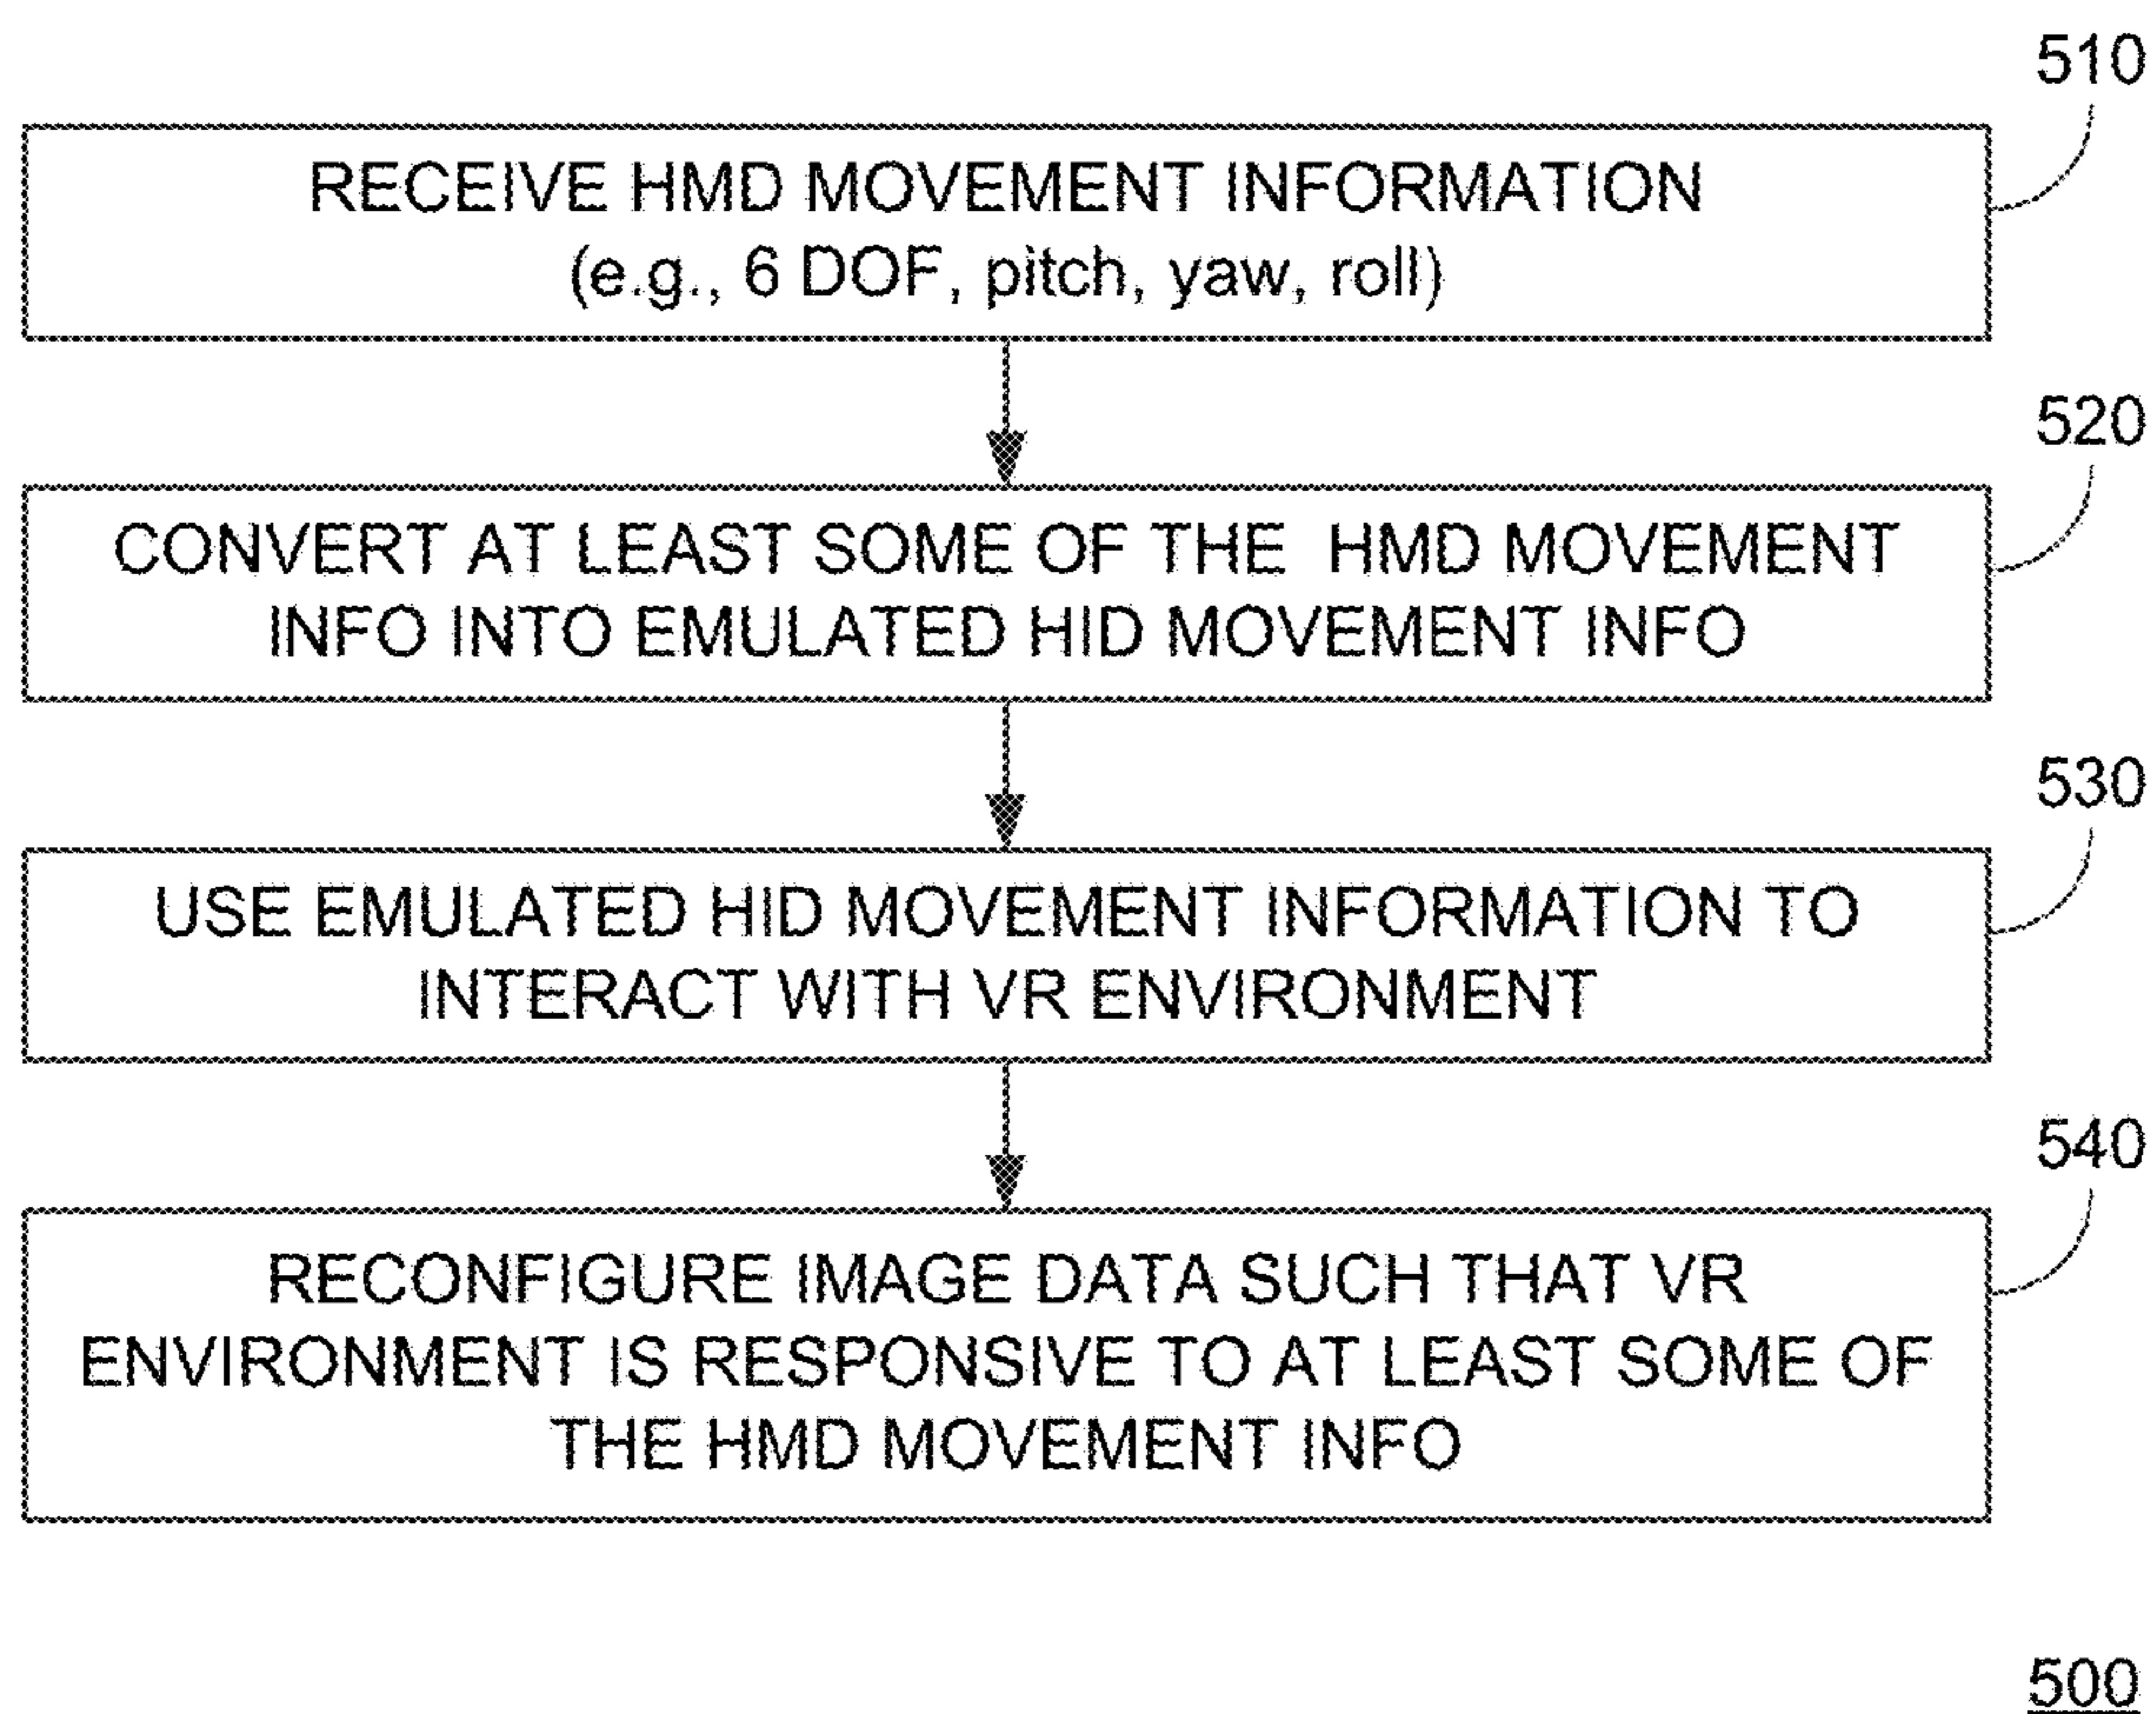 510
RECEIVE HMD MOVEMENT INFORMATION
(e.g., 6 DOF, pitch, yaw, roll)
520
CONVERT AT LEAST SOME OF THE HMD MOVEMENT
INFO INTO EMULATED HID MOVEMENT INFO
530
USE EMULATED HID MOVEMENT INFORMATION TO
INTERACT WITH VR ENVIRONMENT
540
RECONFIGURE IMAGE DATA SUCH THAT VR
ENVIRONMENT IS RESPONSIVE TO AT LEAST SOME OF
THE HMD MOVEMENT INFO
500